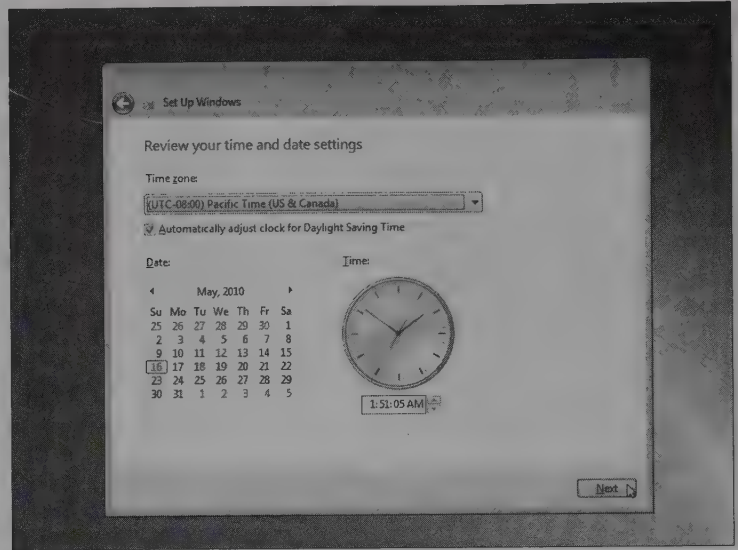 Set Up Windows
Review your time and date settings
Time zone:
(UTC-08:00) Pacific Time (US & Canada)
Automatically adjust clock for Daylight Saving Time
Date:
Time:
May, 2010
Su Mo Tu We Th Fr Sa
25 26 27 28 29 30 1
2 3 4 5 6 7 8
9 10 11 12 13 14 15
16 17 18 19 20 21 22
23 24 25 26 27 28 29
30 31 1 2 3 4 5
1:51:05 AM
Next